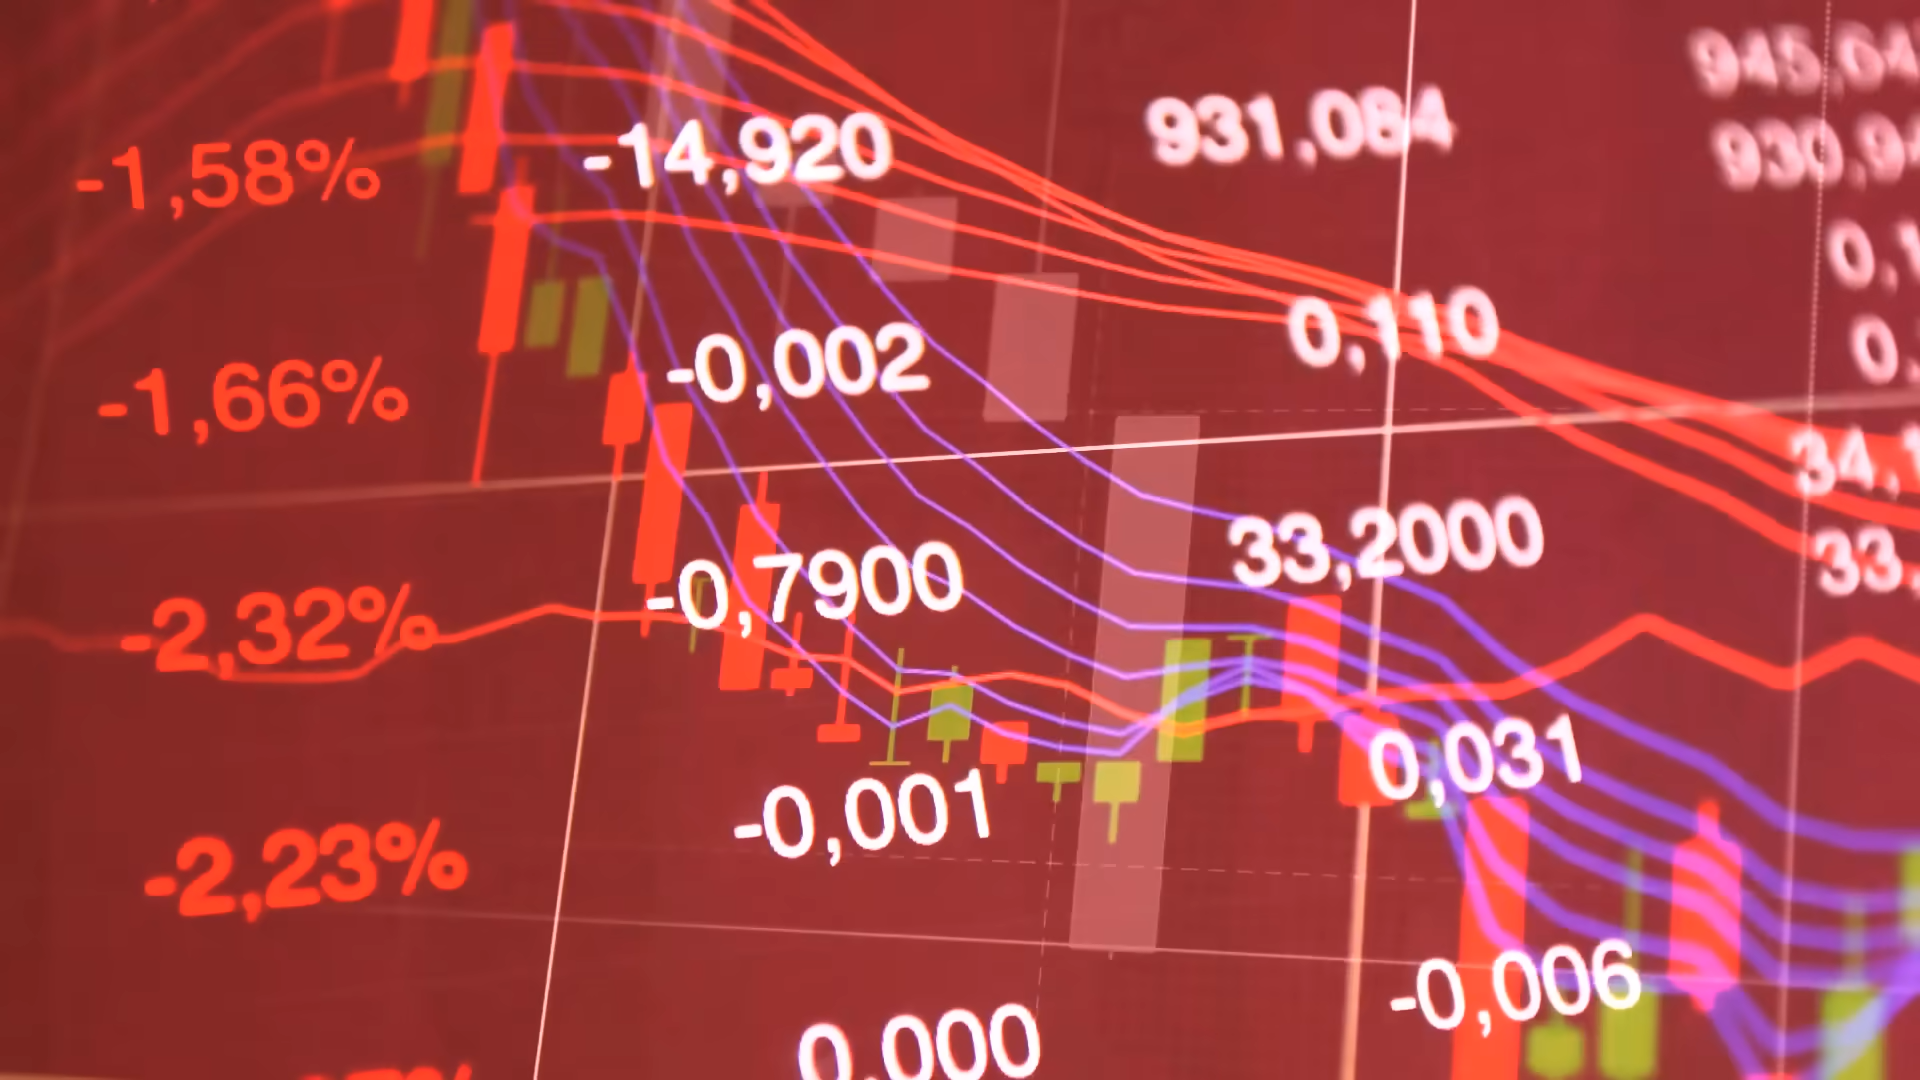 -1,58% -14,920 931,084
-1,66% -0,002 0,110
-2,32% -0,7900 33,2000
-2,23% -0,001 0,031
0,000 -0,006